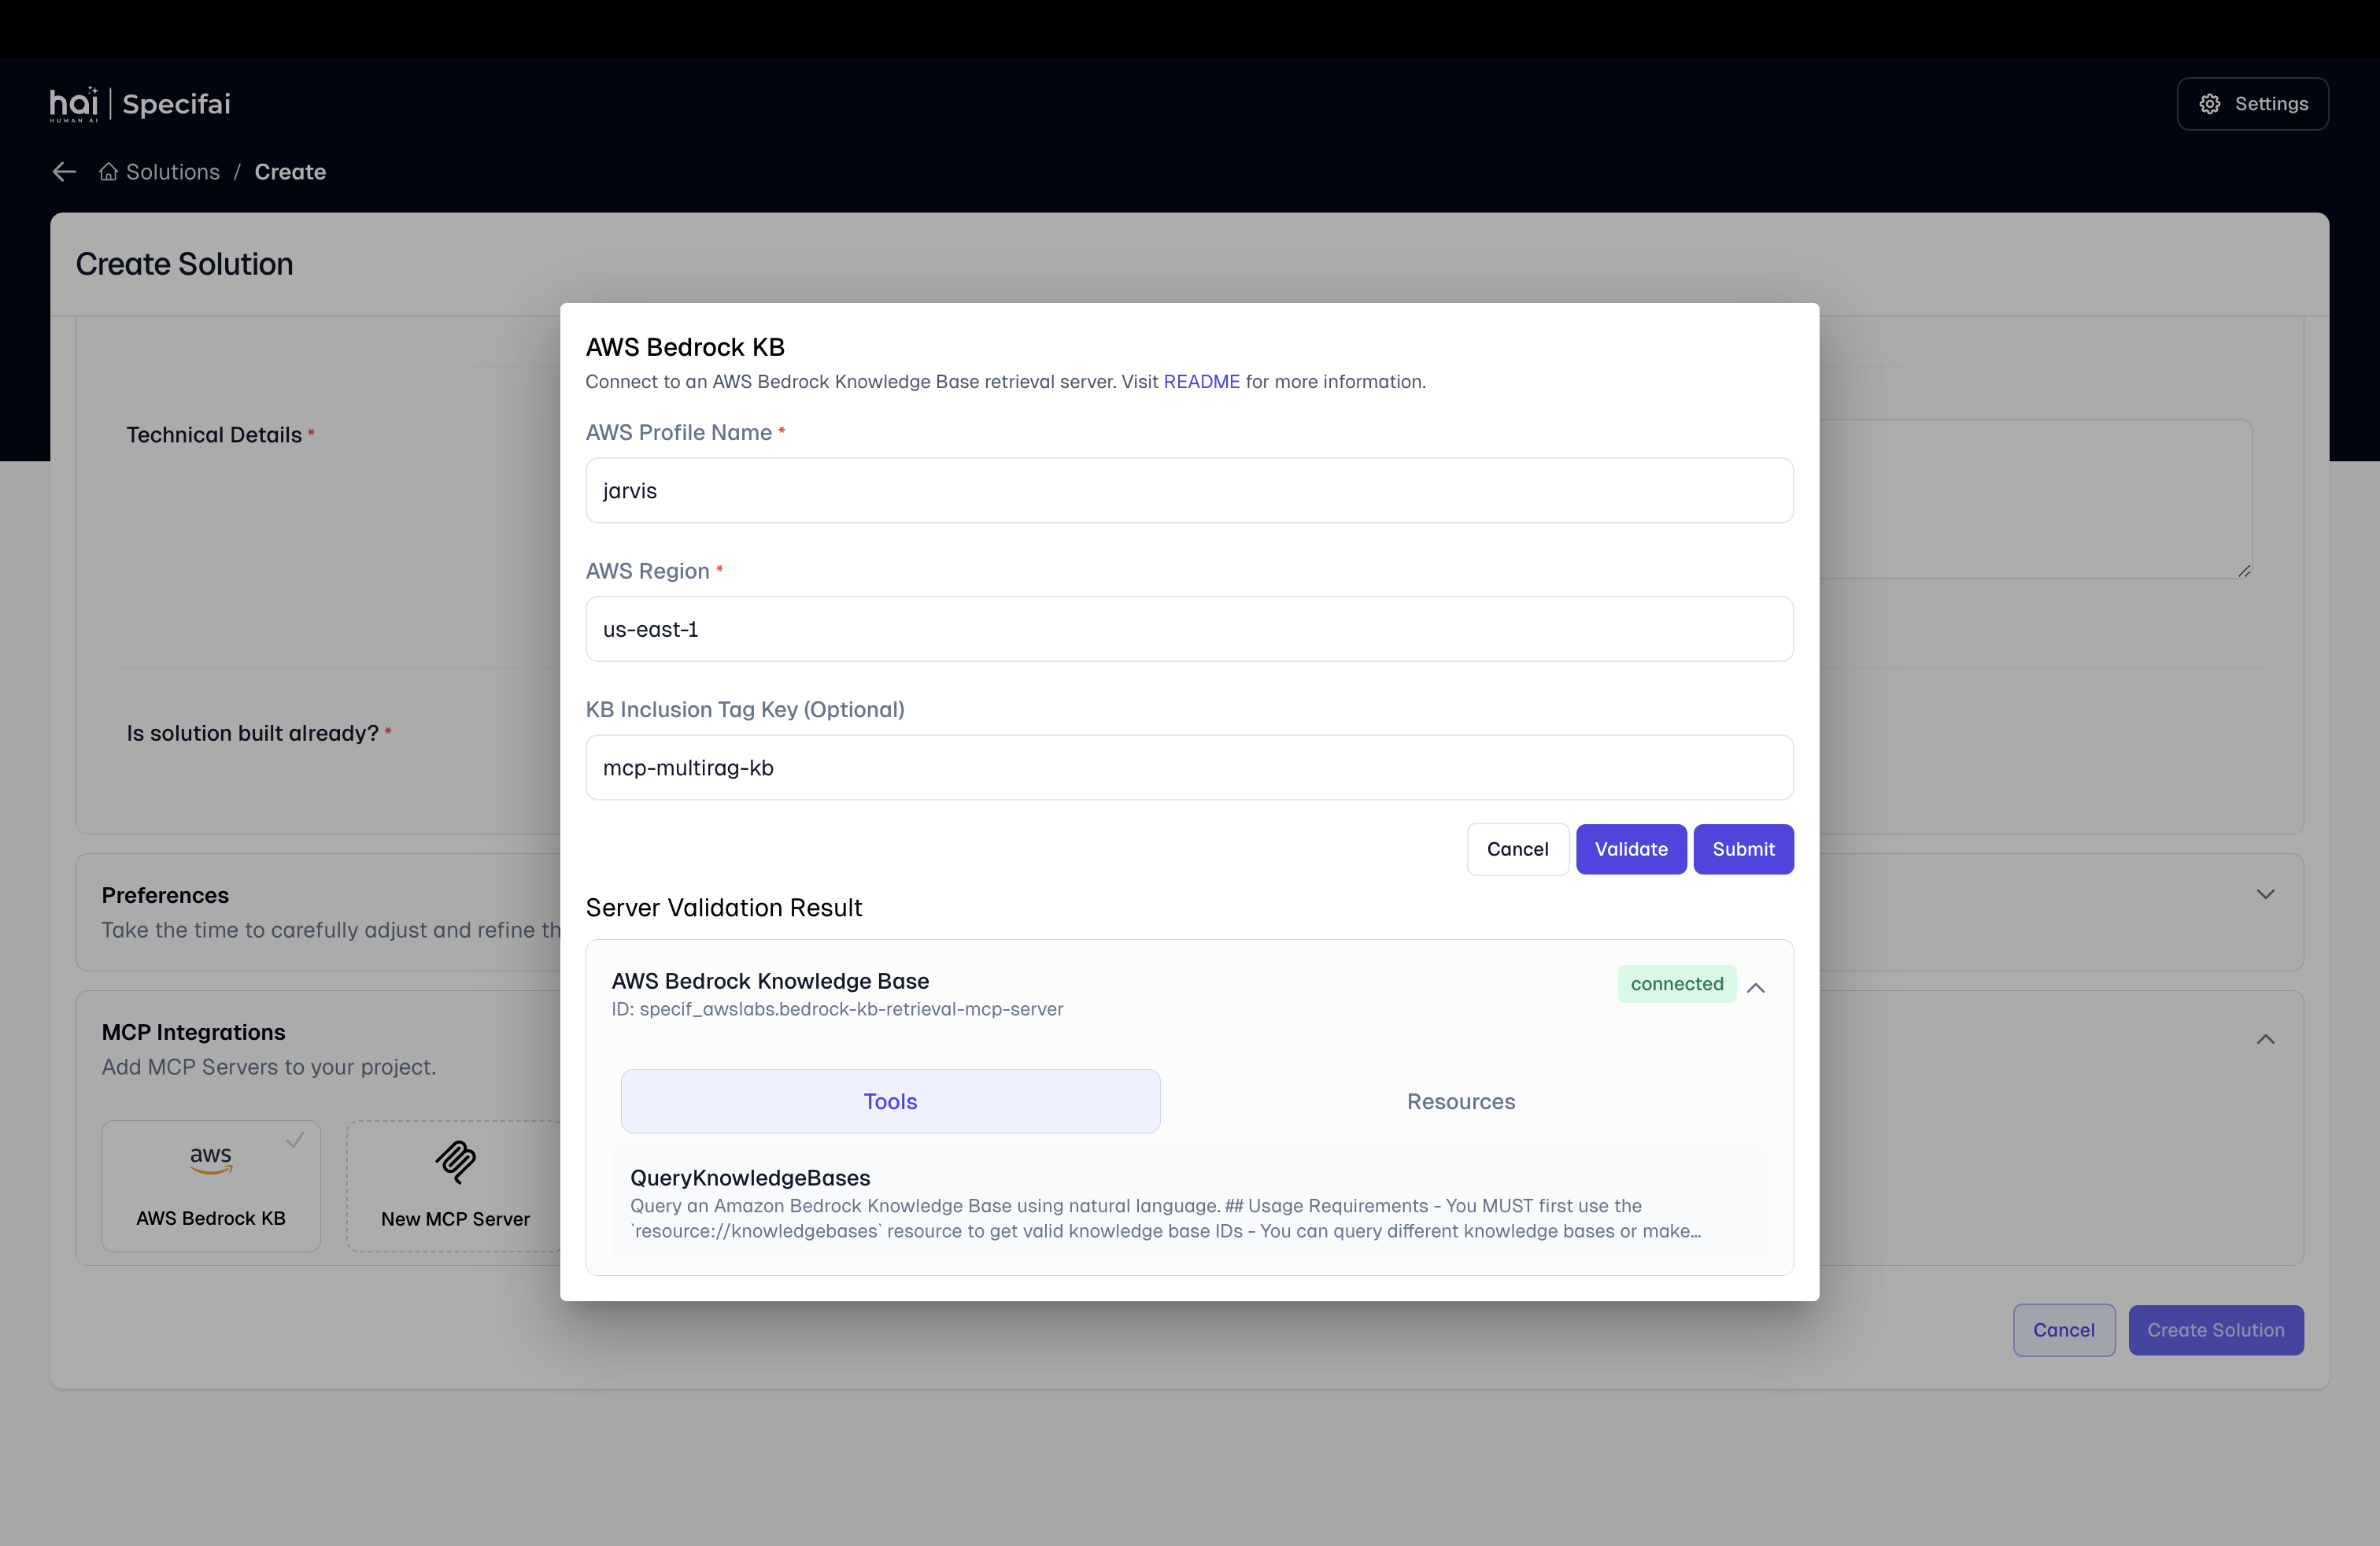 hai
HUMAN AI
Specifai
Settings
Solutions / Create
Create Solution
Technical Details *
Is solution built already? *
Preferences
Take the time to carefully adjust and refine th
MCP Integrations
Add MCP Servers to your project.
aws
AWS Bedrock KB
New MCP Server
Cancel
Create Solution
AWS Bedrock KB
Connect to an AWS Bedrock Knowledge Base retrieval server. Visit README for more information.
AWS Profile Name *
jarvis
AWS Region *
us-east-1
KB Inclusion Tag Key (Optional)
mcp-multirag-kb
Cancel
Validate
Submit
Server Validation Result
AWS Bedrock Knowledge Base
connected
ID: specif_awslabs.bedrock-kb-retrieval-mcp-server
Tools
Resources
QueryKnowledgeBases
Query an Amazon Bedrock Knowledge Base using natural language. ## Usage Requirements - You MUST first use the
`resource://knowledgebases` resource to get valid knowledge base IDs - You can query different knowledge bases or make...